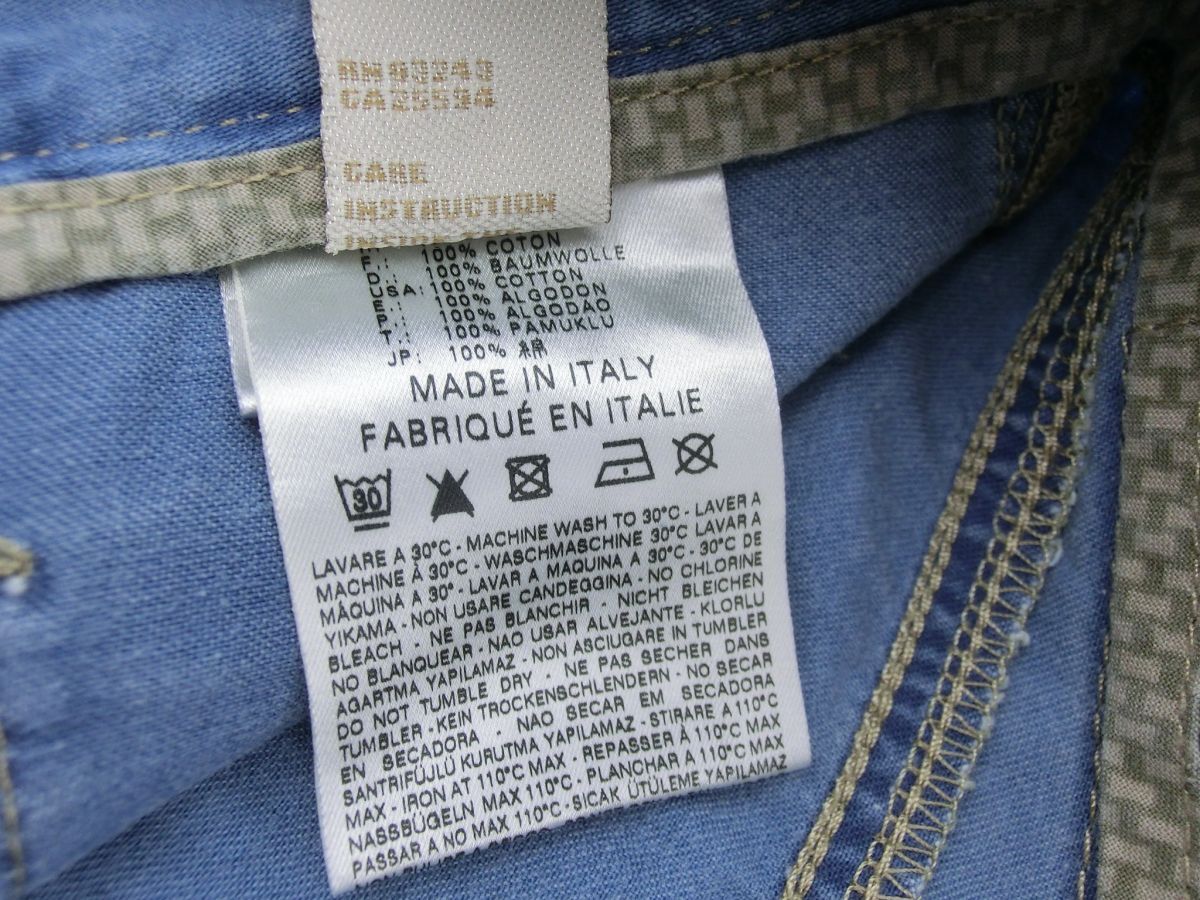 RN63243
CA25594
CARE
INSTRUCTION
F.: 100% COTON
D.: 100% BAUMWOLLE
USA: 100% COTTON
E.: 100% ALGODON
P.: 100% ALGODAO
T.: 100% PAMUKLU
JP: 100% 綿
MADE IN ITALY
FABRIQUÉ EN ITALIE
30
LAVARE A 30°C - MACHINE WASH TO 30°C - LAVER A
MACHINE À 30°C - WASCHMASCHINE 30°C LAVAR A
MÁQUINA A 30° - LAVAR A MAQUINA A 30°C - 30°C DE
YIKAMA - NON USARE CANDEGGINA - NO CHLORINE
BLEACH - NE PAS BLANCHIR - NICHT BLEICHEN
NO BLANQUEAR - NAO USAR ALVEJANTE - KLORLU
AGARTMA YAPILAMAZ - NON ASCIUGARE IN TUMBLER
DO NOT TUMBLE DRY - NE PAS SECHER DANS
TUMBLER - KEIN TROCKENSCHLENDERN - NO SECAR
EN SECADORA - NAO SECAR EM SECADORA
SANTRIFÜJLÜ KURUTMA YAPILAMAZ - STIRARE A 110°C
MAX - IRON AT 110°C MAX - REPASSER À 110°C MAX
NASSBÜGELN MAX 110°C - PLANCHAR A 110°C MAX
PASSAR A NO MAX 110°C - SICAK ÜTÜLEME YAPILAMAZ